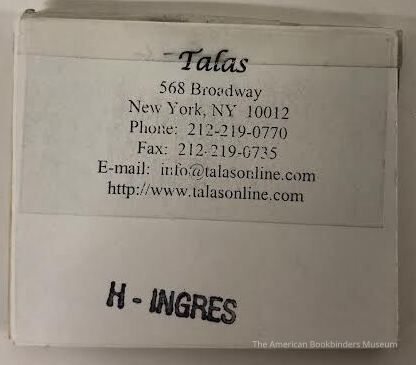 Talas
568 Broadway
New York, NY 10012
Phone: 212-219-0770
Fax: 212-219-0735
E-mail: info@talasonline.com
http://www.talasonline.com
H - INGRES
The American Bookbinders Museum